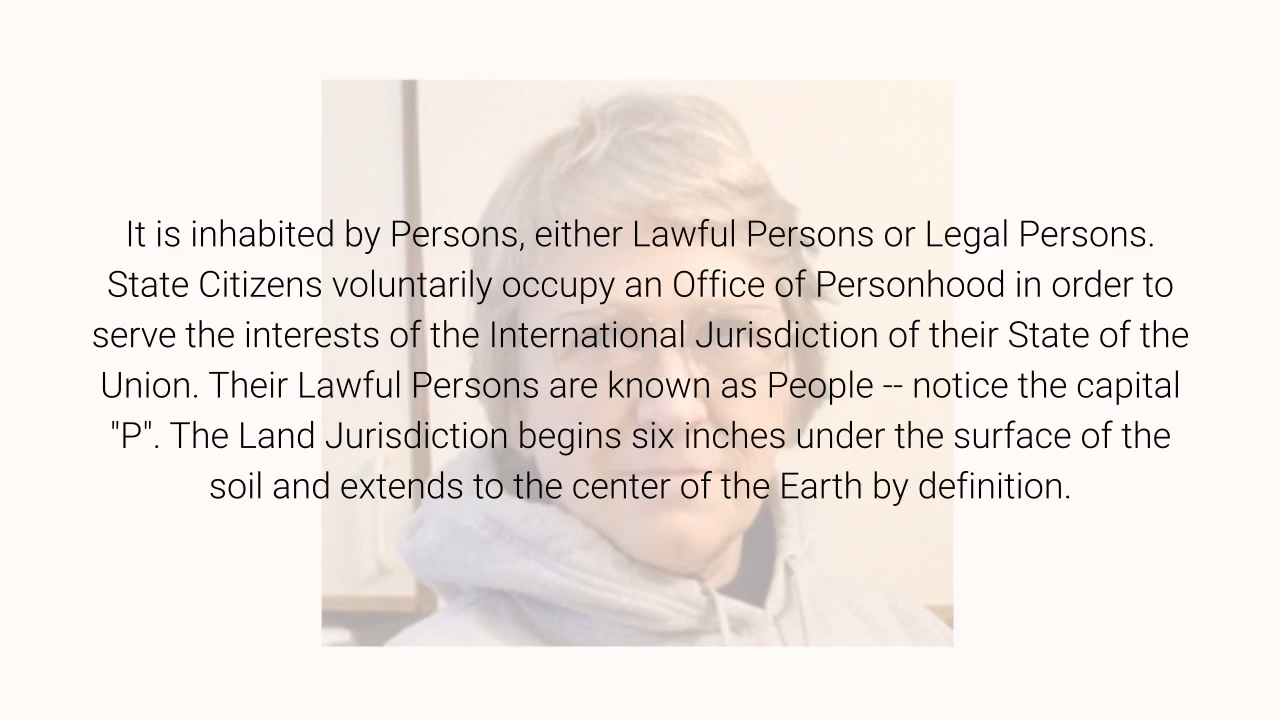 It is inhabited by Persons, either Lawful Persons or Legal Persons.
State Citizens voluntarily occupy an Office of Personhood in order to
serve the interests of the International Jurisdiction of their State of the
Union. Their Lawful Persons are known as People -- notice the capital
"P". The Land Jurisdiction begins six inches under the surface of the
soil and extends to the center of the Earth by definition.